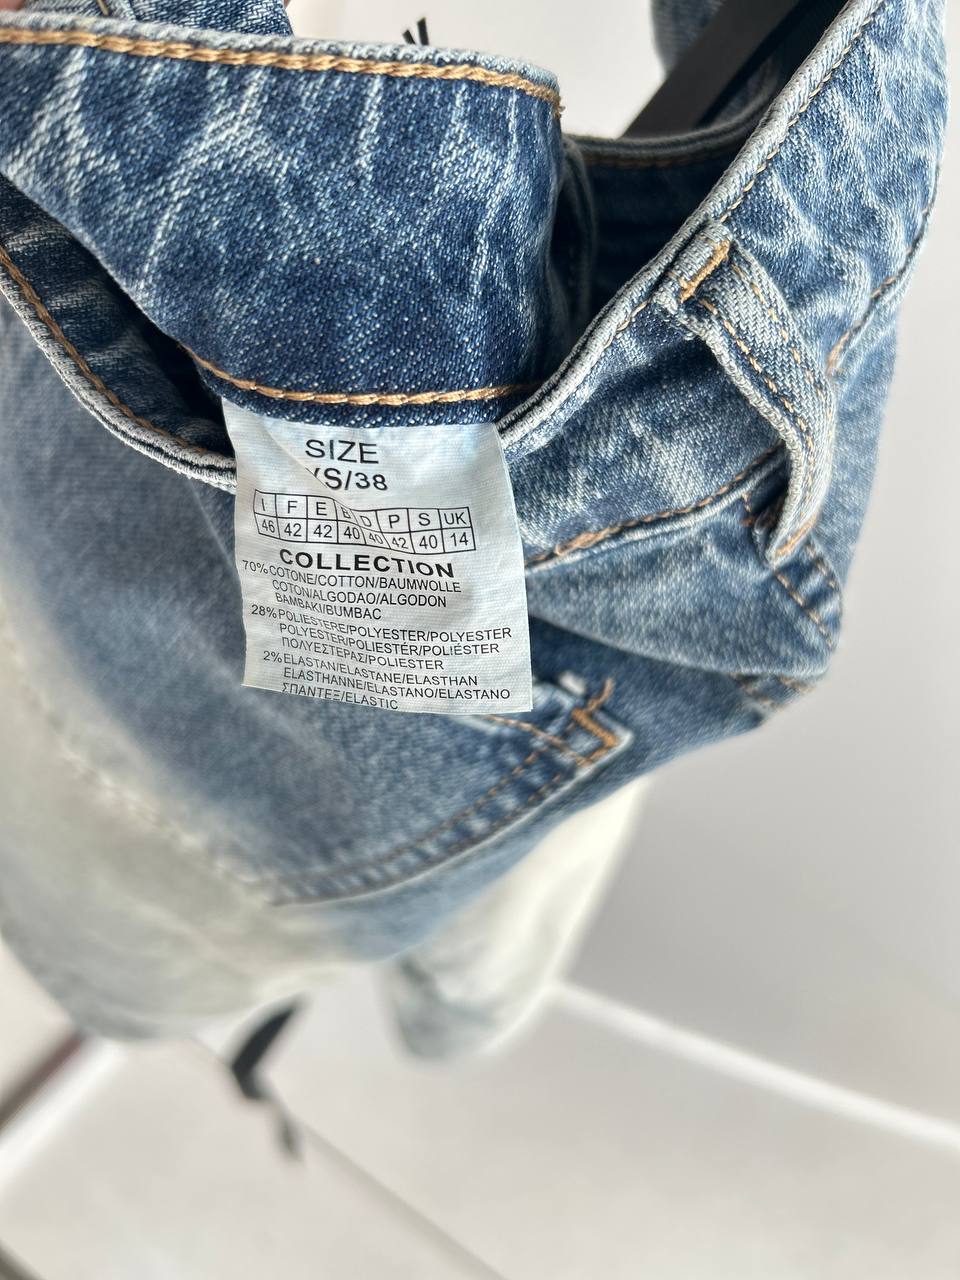 SIZE
/S/38
I F E B D P S UK
46 42 42 40 40 42 40 14
COLLECTION
70%COTONE/COTTON/BAUMWOLLE
COTON/ALGODAO/ALGODON
BAMBAKI/BUMBAC
28%POLIESTERE/POLYESTER/POLYESTER
POLYESTER/POLIESTÉR/POLIÉSTER
ΠΟΛΥΕΣΤΕΡΑΣ/POLIESTER
2%ELASTAN/ELASTANE/ELASTHAN
ELASTHANNE/ELASTANO/ELASTANO
ΣΠΑΝΤΕΞ/ELASTIC